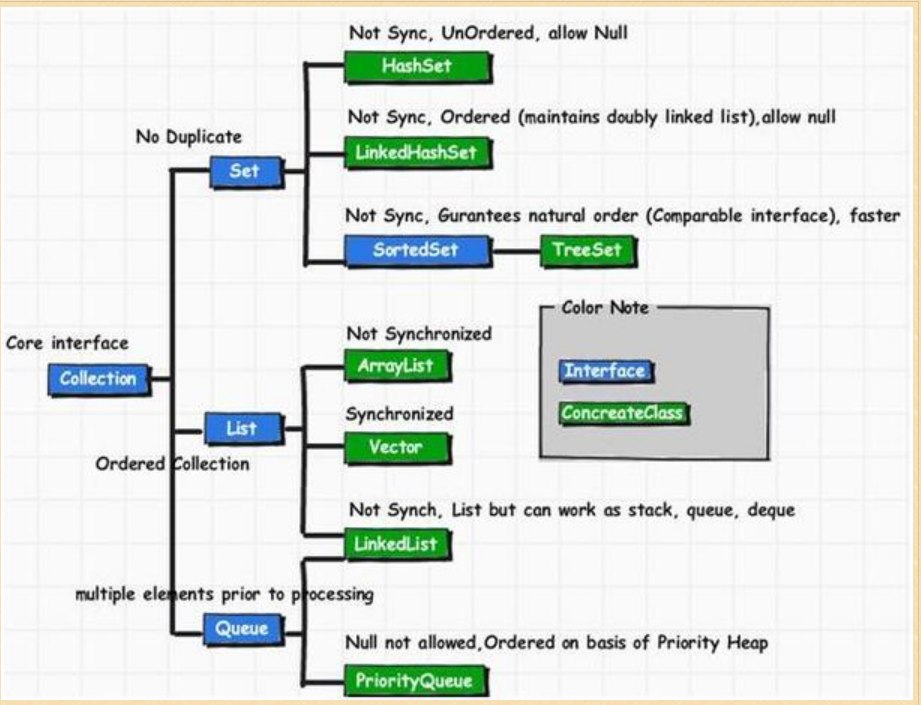 Not Sync, UnOrdered, allow Null
HashSet
Not Sync, Ordered (maintains doubly linked list),allow null
LinkedHashSet
No Duplicate
Set
Not Sync, Gurantees natural order (Comparable interface), faster
SortedSet
TreeSet
Color Note
Interface
ConcreateClass
Core interface
Collection
Not Synchronized
ArrayList
Synchronized
Vector
List
Ordered Collection
Not Synch, List but can work as stack, queue, deque
LinkedList
multiple elements prior to processing
Queue
Null not allowed,Ordered on basis of Priority Heap
PriorityQueue